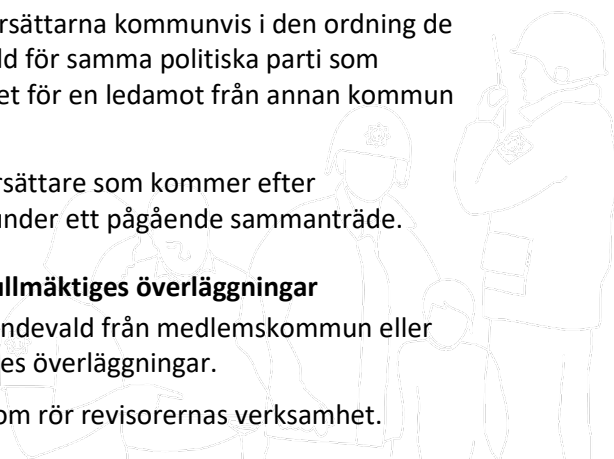 rsättarna kommunvis i den ordning de
ld för samma politiska parti som
et för en ledamot från annan kommun
rsättare som kommer efter
under ett pågående sammanträde.
ullmäktiges överläggningar
ndevald från medlemskommun eller
es överläggningar.
om rör revisorernas verksamhet.